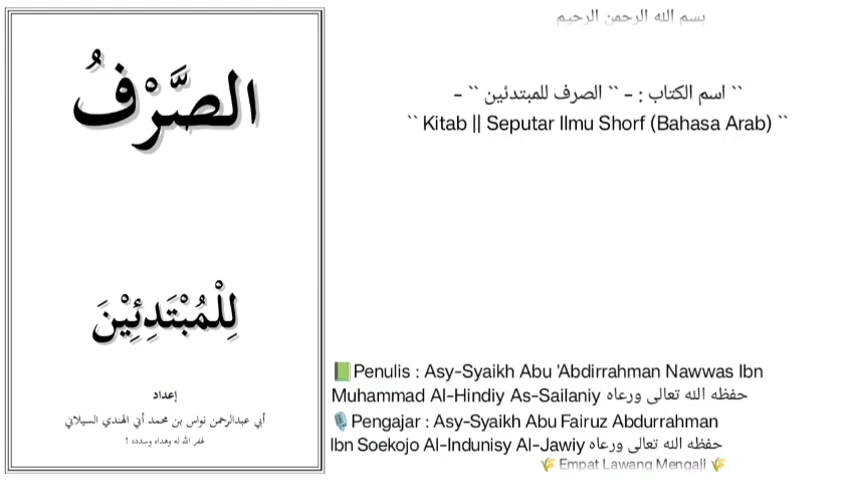 الصَّرْفُ
لِلْمُبْتَدِئِيْنَ
إعداد
أبي عبدالرحمن نواس بن محمد أبي الهندي السيلاني
غفر الله له وهداه وسدده !
بسم الله الرحمن الرحيم
`` اسم الكتاب : - `` الصرف للمبتدئين `` -
`` Kitab || Seputar Ilmu Shorf (Bahasa Arab) ``
📗Penulis : Asy-Syaikh Abu 'Abdirrahman Nawwas Ibn
Muhammad Al-Hindiy As-Sailaniy حفظه الله تعالى ورعاه
🎙️Pengajar : Asy-Syaikh Abu Fairuz Abdurrahman
Ibn Soekojo Al-Indunisy Al-Jawiy حفظه الله تعالى ورعاه
🌾 Empat Lawang Mengaji 🌾